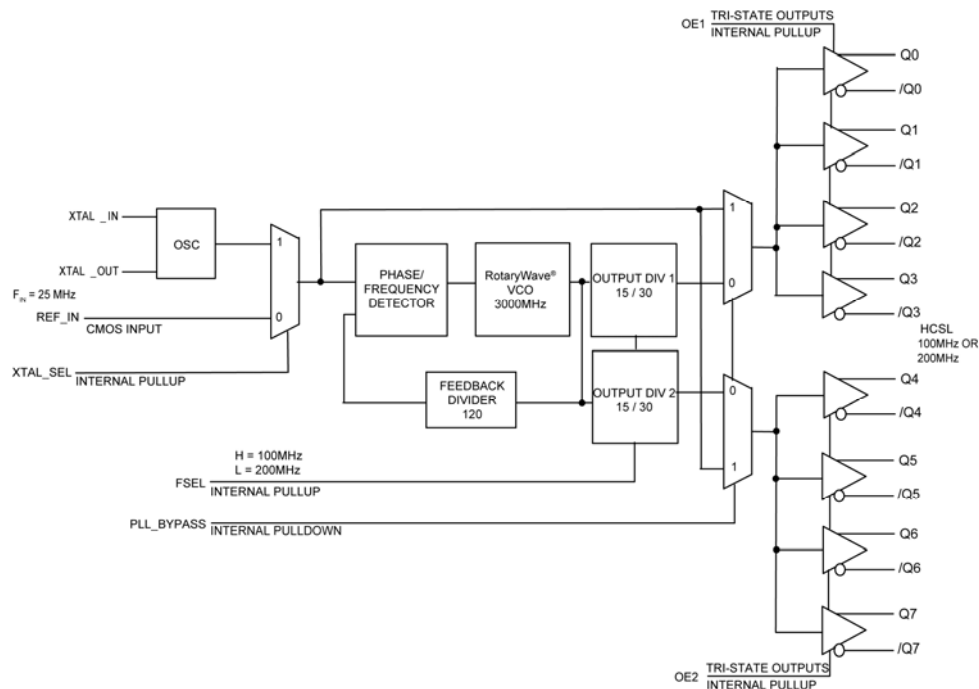 OE1 TRI-STATE OUTPUTS
INTERNAL PULLUP
Q0
/Q0
Q1
/Q1
Q2
/Q2
Q3
/Q3
HCSL
100MHz OR
200MHz
XTAL _IN
XTAL _OUT
OSC
1
0
F_IN = 25 MHz
REF_IN
CMOS INPUT
XTAL_SEL
INTERNAL PULLUP
PHASE/
FREQUENCY
DETECTOR
RotaryWave®
VCO
3000MHz
OUTPUT DIV 1
15 / 30
1
0
FEEDBACK
DIVIDER
120
OUTPUT DIV 2
15 / 30
0
1
H = 100MHz
L = 200MHz
FSEL
INTERNAL PULLUP
PLL_BYPASS
INTERNAL PULLDOWN
Q4
/Q4
Q5
/Q5
Q6
/Q6
Q7
/Q7
OE2 TRI-STATE OUTPUTS
INTERNAL PULLUP